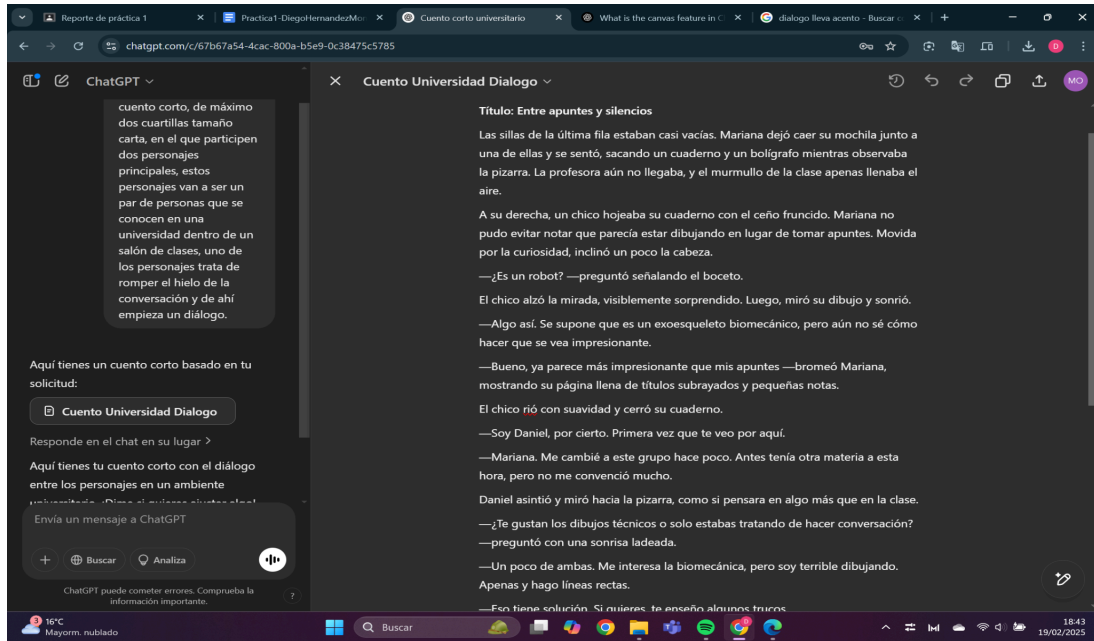 Reporte de práctica 1
Practica1-DiegoHernandezMor
Cuento corto universitario
What is the canvas feature in C
dialogo lleva acento - Buscar c
chatgpt.com/c/67b67a54-4cac-800a-b5e9-0c38475c5785
D
ChatGPT
Cuento Universidad Dialogo
MO
cuento corto, de máximo
dos cuartillas tamaño
carta, en el que participen
dos personajes
principales, estos
personajes van a ser un
par de personas que se
conocen en una
universidad dentro de un
salón de clases, uno de
los personajes trata de
romper el hielo de la
conversación y de ahí
empieza un diálogo.
Aquí tienes un cuento corto basado en tu
solicitud:
Cuento Universidad Dialogo
Responde en el chat en su lugar >
Aquí tienes tu cuento corto con el diálogo
entre los personajes en un ambiente
universitario. ¡Dime si quieres ajustar algo!
Envía un mensaje a ChatGPT
Buscar
Analiza
ChatGPT puede cometer errores. Comprueba la
información importante.
?
Título: Entre apuntes y silencios
Las sillas de la última fila estaban casi vacías. Mariana dejó caer su mochila junto a
una de ellas y se sentó, sacando un cuaderno y un bolígrafo mientras observaba
la pizarra. La profesora aún no llegaba, y el murmullo de la clase apenas llenaba el
aire.
A su derecha, un chico hojeaba su cuaderno con el ceño fruncido. Mariana no
pudo evitar notar que parecía estar dibujando en lugar de tomar apuntes. Movida
por la curiosidad, inclinó un poco la cabeza.
—¿Es un robot? —preguntó señalando el boceto.
El chico alzó la mirada, visiblemente sorprendido. Luego, miró su dibujo y sonrió.
—Algo así. Se supone que es un exoesqueleto biomecánico, pero aún no sé cómo
hacer que se vea impresionante.
—Bueno, ya parece más impresionante que mis apuntes —bromeó Mariana,
mostrando su página llena de títulos subrayados y pequeñas notas.
El chico rió con suavidad y cerró su cuaderno.
—Soy Daniel, por cierto. Primera vez que te veo por aquí.
—Mariana. Me cambié a este grupo hace poco. Antes tenía otra materia a esta
hora, pero no me convenció mucho.
Daniel asintió y miró hacia la pizarra, como si pensara en algo más que en la clase.
—¿Te gustan los dibujos técnicos o solo estabas tratando de hacer conversación?
—preguntó con una sonrisa ladeada.
—Un poco de ambas. Me interesa la biomecánica, pero soy terrible dibujando.
Apenas y hago líneas rectas.
—Eso tiene solución. Si quieres, te enseño algunos trucos
3
16°C
Mayorm. nublado
Buscar
18:43
19/02/2025